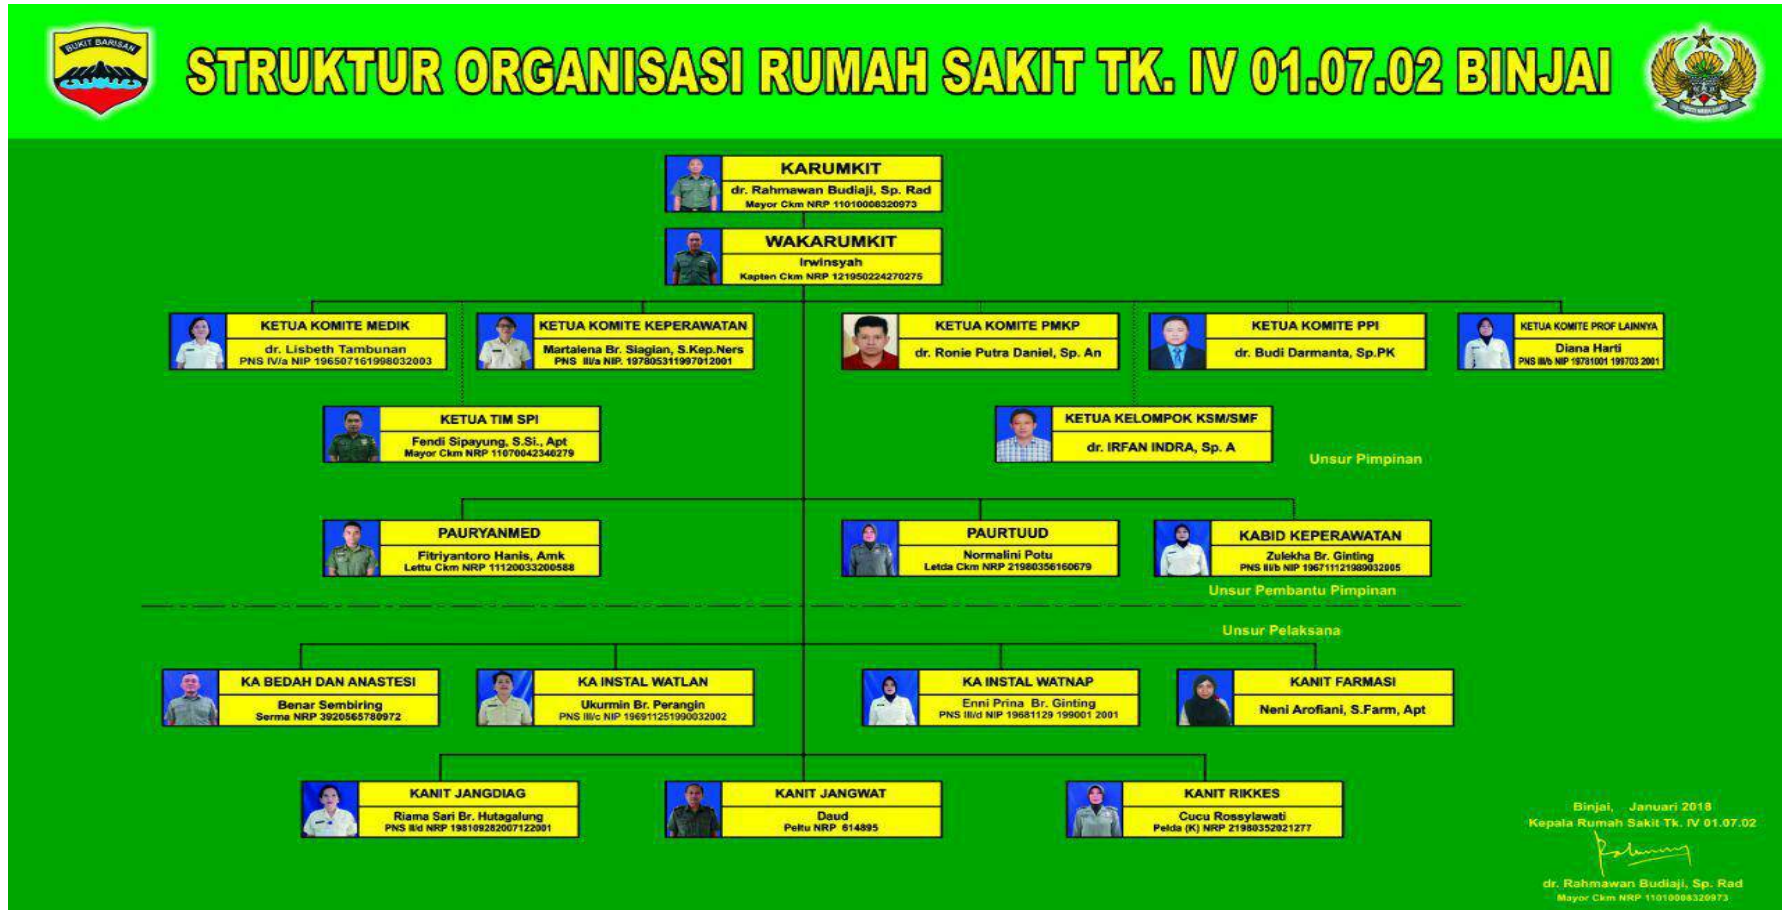 BUKIT BARISAN
STRUKTUR ORGANISASI RUMAH SAKIT TK. IV 01.07.02 BINJAI
KARTIKA EKA PAKSI
KARUMKIT
dr. Rahmawan Budiaji, Sp. Rad
Mayor Ckm NRP 11010008320973
WAKARUMKIT
Irwinsyah
Kapten Ckm NRP 121950224270275
KETUA KOMITE MEDIK
dr. Lisbeth Tambunan
PNS IV/a NIP 196507161998032003
KETUA KOMITE KEPERAWATAN
Martalena Br. Siagian, S.Kep.Ners
PNS III/a NIP. 197805311997012001
KETUA KOMITE PMKP
dr. Ronie Putra Daniel, Sp. An
KETUA KOMITE PPI
dr. Budi Darmanta, Sp.PK
KETUA KOMITE PROF LAINNYA
Diana Harti
PNS III/b NIP 19781001 199703 2001
KETUA TIM SPI
Fendi Sipayung, S.Si., Apt
Mayor Ckm NRP 11070042340279
KETUA KELOMPOK KSM/SMF
dr. IRFAN INDRA, Sp. A
Unsur Pimpinan
PAURYANMED
Fitriyantoro Hanis, Amk
Lettu Ckm NRP 11120033200588
PAURTUUD
Normalini Potu
Letda Ckm NRP 21980356160679
KABID KEPERAWATAN
Zulekha Br. Ginting
PNS III/b NIP 196711121989032005
Unsur Pembantu Pimpinan
Unsur Pelaksana
KA BEDAH DAN ANASTESI
Benar Sembiring
Serma NRP 3920565780972
KA INSTAL WATLAN
Ukurmin Br. Perangin
PNS III/c NIP 196911251990032002
KA INSTAL WATNAP
Enni Prina Br. Ginting
PNS III/d NIP 19681129 199001 2001
KANIT FARMASI
Neni Arofiani, S.Farm, Apt
KANIT JANGDIAG
Riama Sari Br. Hutagalung
PNS III/d NRP 198109282007122001
KANIT JANGWAT
Daud
Peltu NRP 614895
KANIT RIKKES
Cucu Rossylawati
Pelda (K) NRP 21980352021277
Binjai, Januari 2018
Kepala Rumah Sakit Tk. IV 01.07.02
dr. Rahmawan Budiaji, Sp. Rad
Mayor Ckm NRP 11010008320973